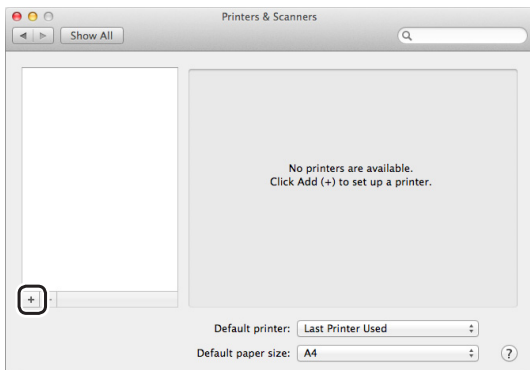 Printers & Scanners
Show All
No printers are available.
Click Add (+) to set up a printer.
+ -
Default printer: Last Printer Used
Default paper size: A4 ?